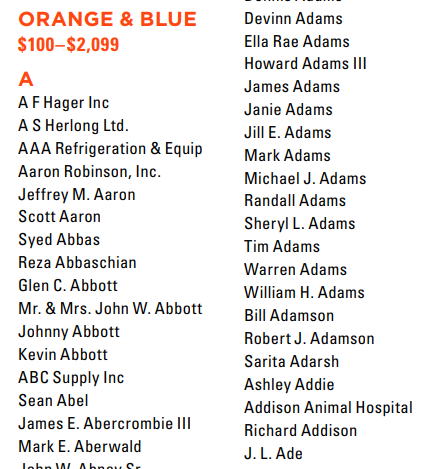 ORANGE & BLUE
$100–$2,099
A
A F Hager Inc
A S Herlong Ltd.
AAA Refrigeration & Equip
Aaron Robinson, Inc.
Jeffrey M. Aaron
Scott Aaron
Syed Abbas
Reza Abbaschian
Glen C. Abbott
Mr. & Mrs. John W. Abbott
Johnny Abbott
Kevin Abbott
ABC Supply Inc
Sean Abel
James E. Abercrombie III
Mark E. Aberwald
John W. Abney Sr
Adams
Devinn Adams
Ella Rae Adams
Howard Adams III
James Adams
Janie Adams
Jill E. Adams
Mark Adams
Michael J. Adams
Randall Adams
Sheryl L. Adams
Tim Adams
Warren Adams
William H. Adams
Bill Adamson
Robert J. Adamson
Sarita Adarsh
Ashley Addie
Addison Animal Hospital
Richard Addison
J. L. Ade